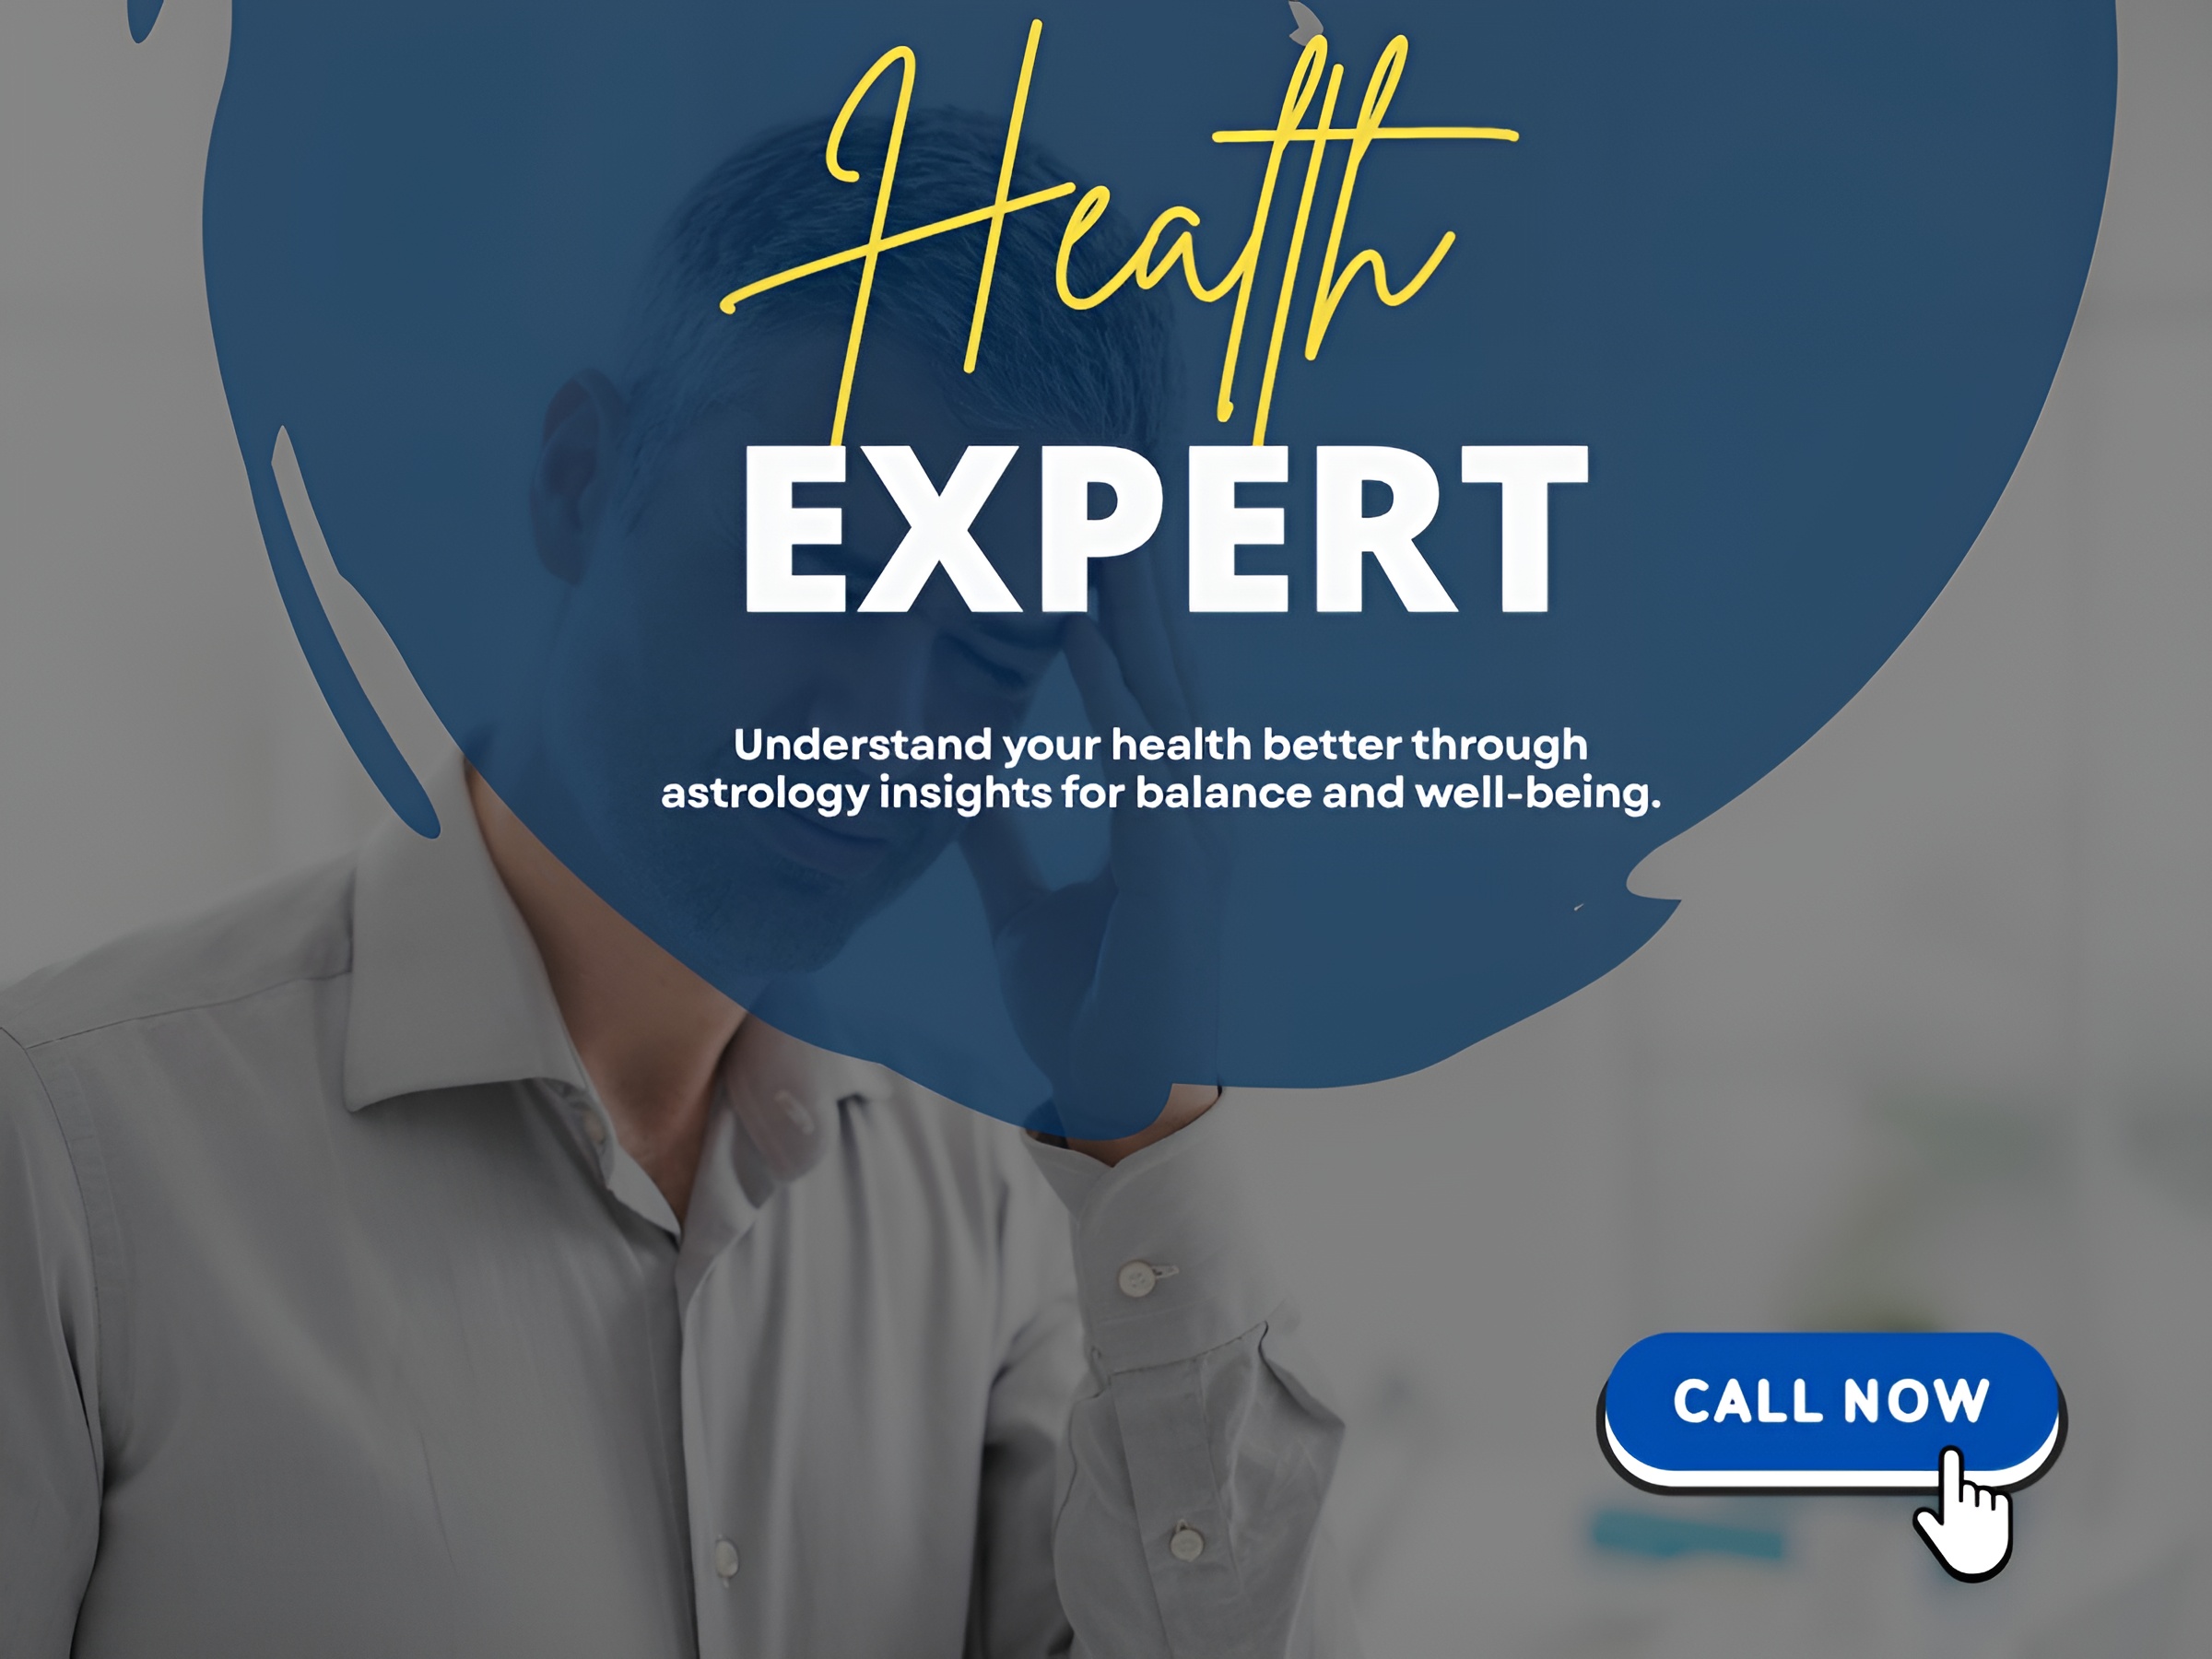 Health
EXPERT
Understand your health better through
astrology insights for balance and well-being.
CALL NOW